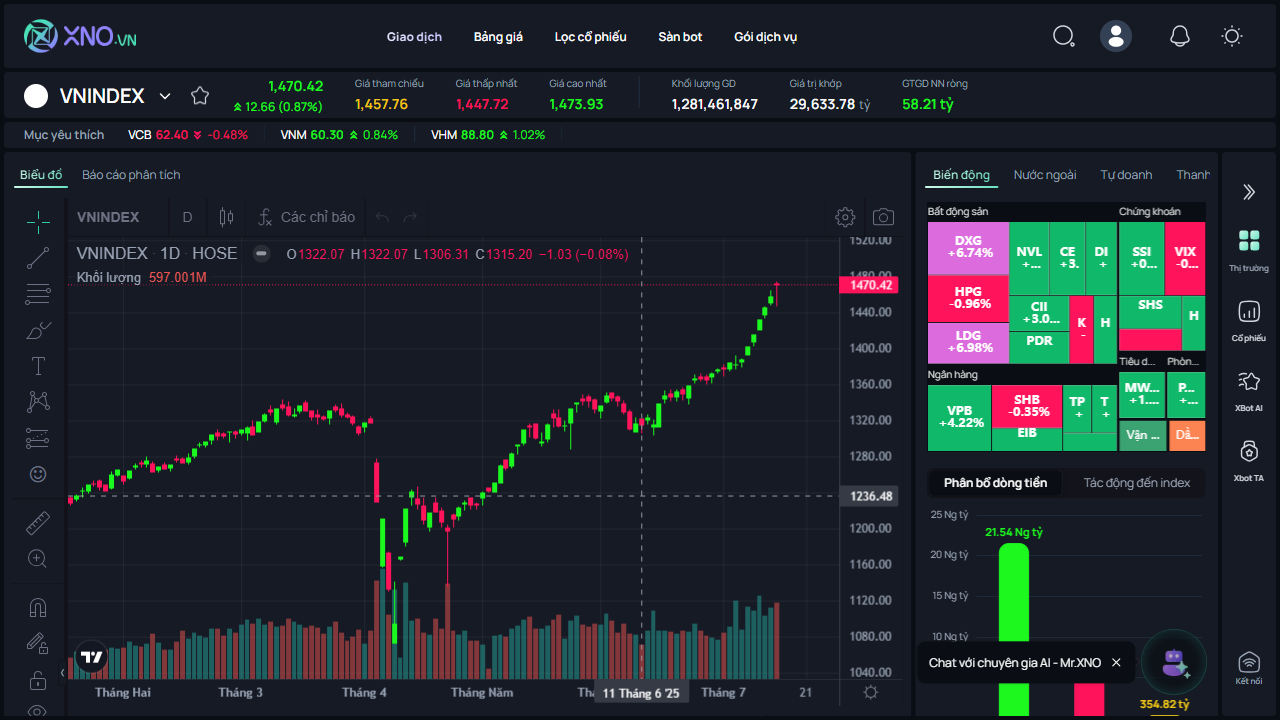 XNO.VN
Giao dịch Bảng giá Lọc cổ phiếu Sàn bot Gói dịch vụ
VNINDEX
1,470.42
12.66 (0.87%)
Giá tham chiếu
1,457.76
Giá thấp nhất
1,447.72
Giá cao nhất
1,473.93
Khối lượng GD
1,281,461,847
Giá trị khớp
29,633.78 tỷ
GTGD NN ròng
58.21 tỷ
Mục yêu thích VCB 62.40 -0.48% VNM 60.30 0.84% VHM 88.80 1.02%
Biểu đồ Báo cáo phân tích
VNINDEX D Các chỉ báo
VNINDEX · 1D · HOSE O1322.07 H1322.07 L1306.31 C1315.20 −1.03 (−0.08%)
Khối lượng 597.001M
1520.00
1480.00
1470.42
1440.00
1400.00
1360.00
1320.00
1280.00
1236.48
1200.00
1160.00
1120.00
1080.00
1040.00
Tháng Hai Tháng 3 Tháng 4 Tháng Năm Tháng 6 11 Tháng 6 '25 Tháng 7 21
Biến động Nước ngoài Tự doanh Thanh
Bất động sản
DXG
+6.74%
HPG
-0.96%
LDG
+6.98%
NVL
+...
CE
+3.
DI
+
CII
+3.0...
PDR
K
-
H
Chứng khoán
SSI
+0...
VIX
-0...
SHS
H
Ngân hàng
VPB
+4.22%
SHB
-0.35%
EIB
TP
+
T
+
Tiêu d...
MW...
+1....
Phòn...
P...
+...
Vận ...
Dầ...
Phân bổ dòng tiền Tác động đến index
25 Ng tỷ
21.54 Ng tỷ
20 Ng tỷ
15 Ng tỷ
10 Ng tỷ
354.82 tỷ
Chat với chuyên gia AI - Mr.XNO
Thị trường
Cổ phiếu
XBot AI
Xbot TA
Kết nối